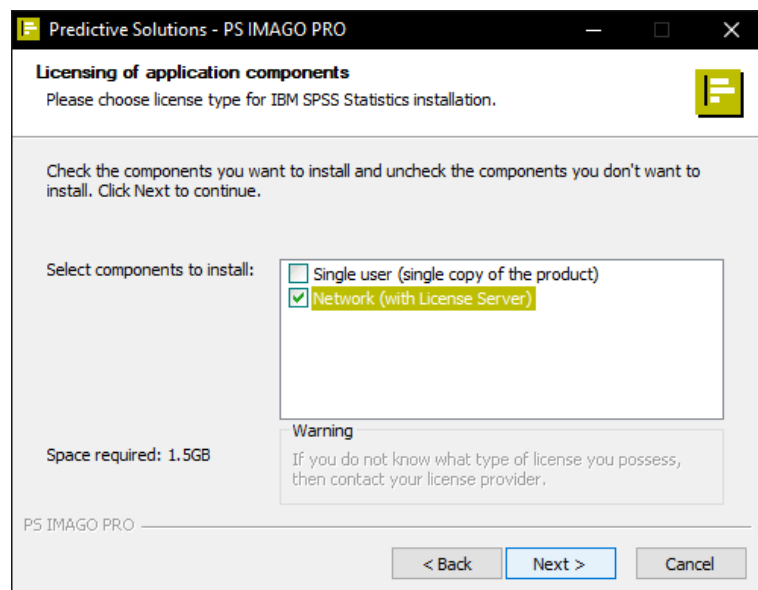 Predictive Solutions - PS IMAGO PRO
Licensing of application components
Please choose license type for IBM SPSS Statistics installation.
Check the components you want to install and uncheck the components you don't want to
install. Click Next to continue.
Select components to install:
Single user (single copy of the product)
Network (with License Server)
Space required: 1.5GB
Warning
If you do not know what type of license you possess,
then contact your license provider.
PS IMAGO PRO
< Back
Next >
Cancel